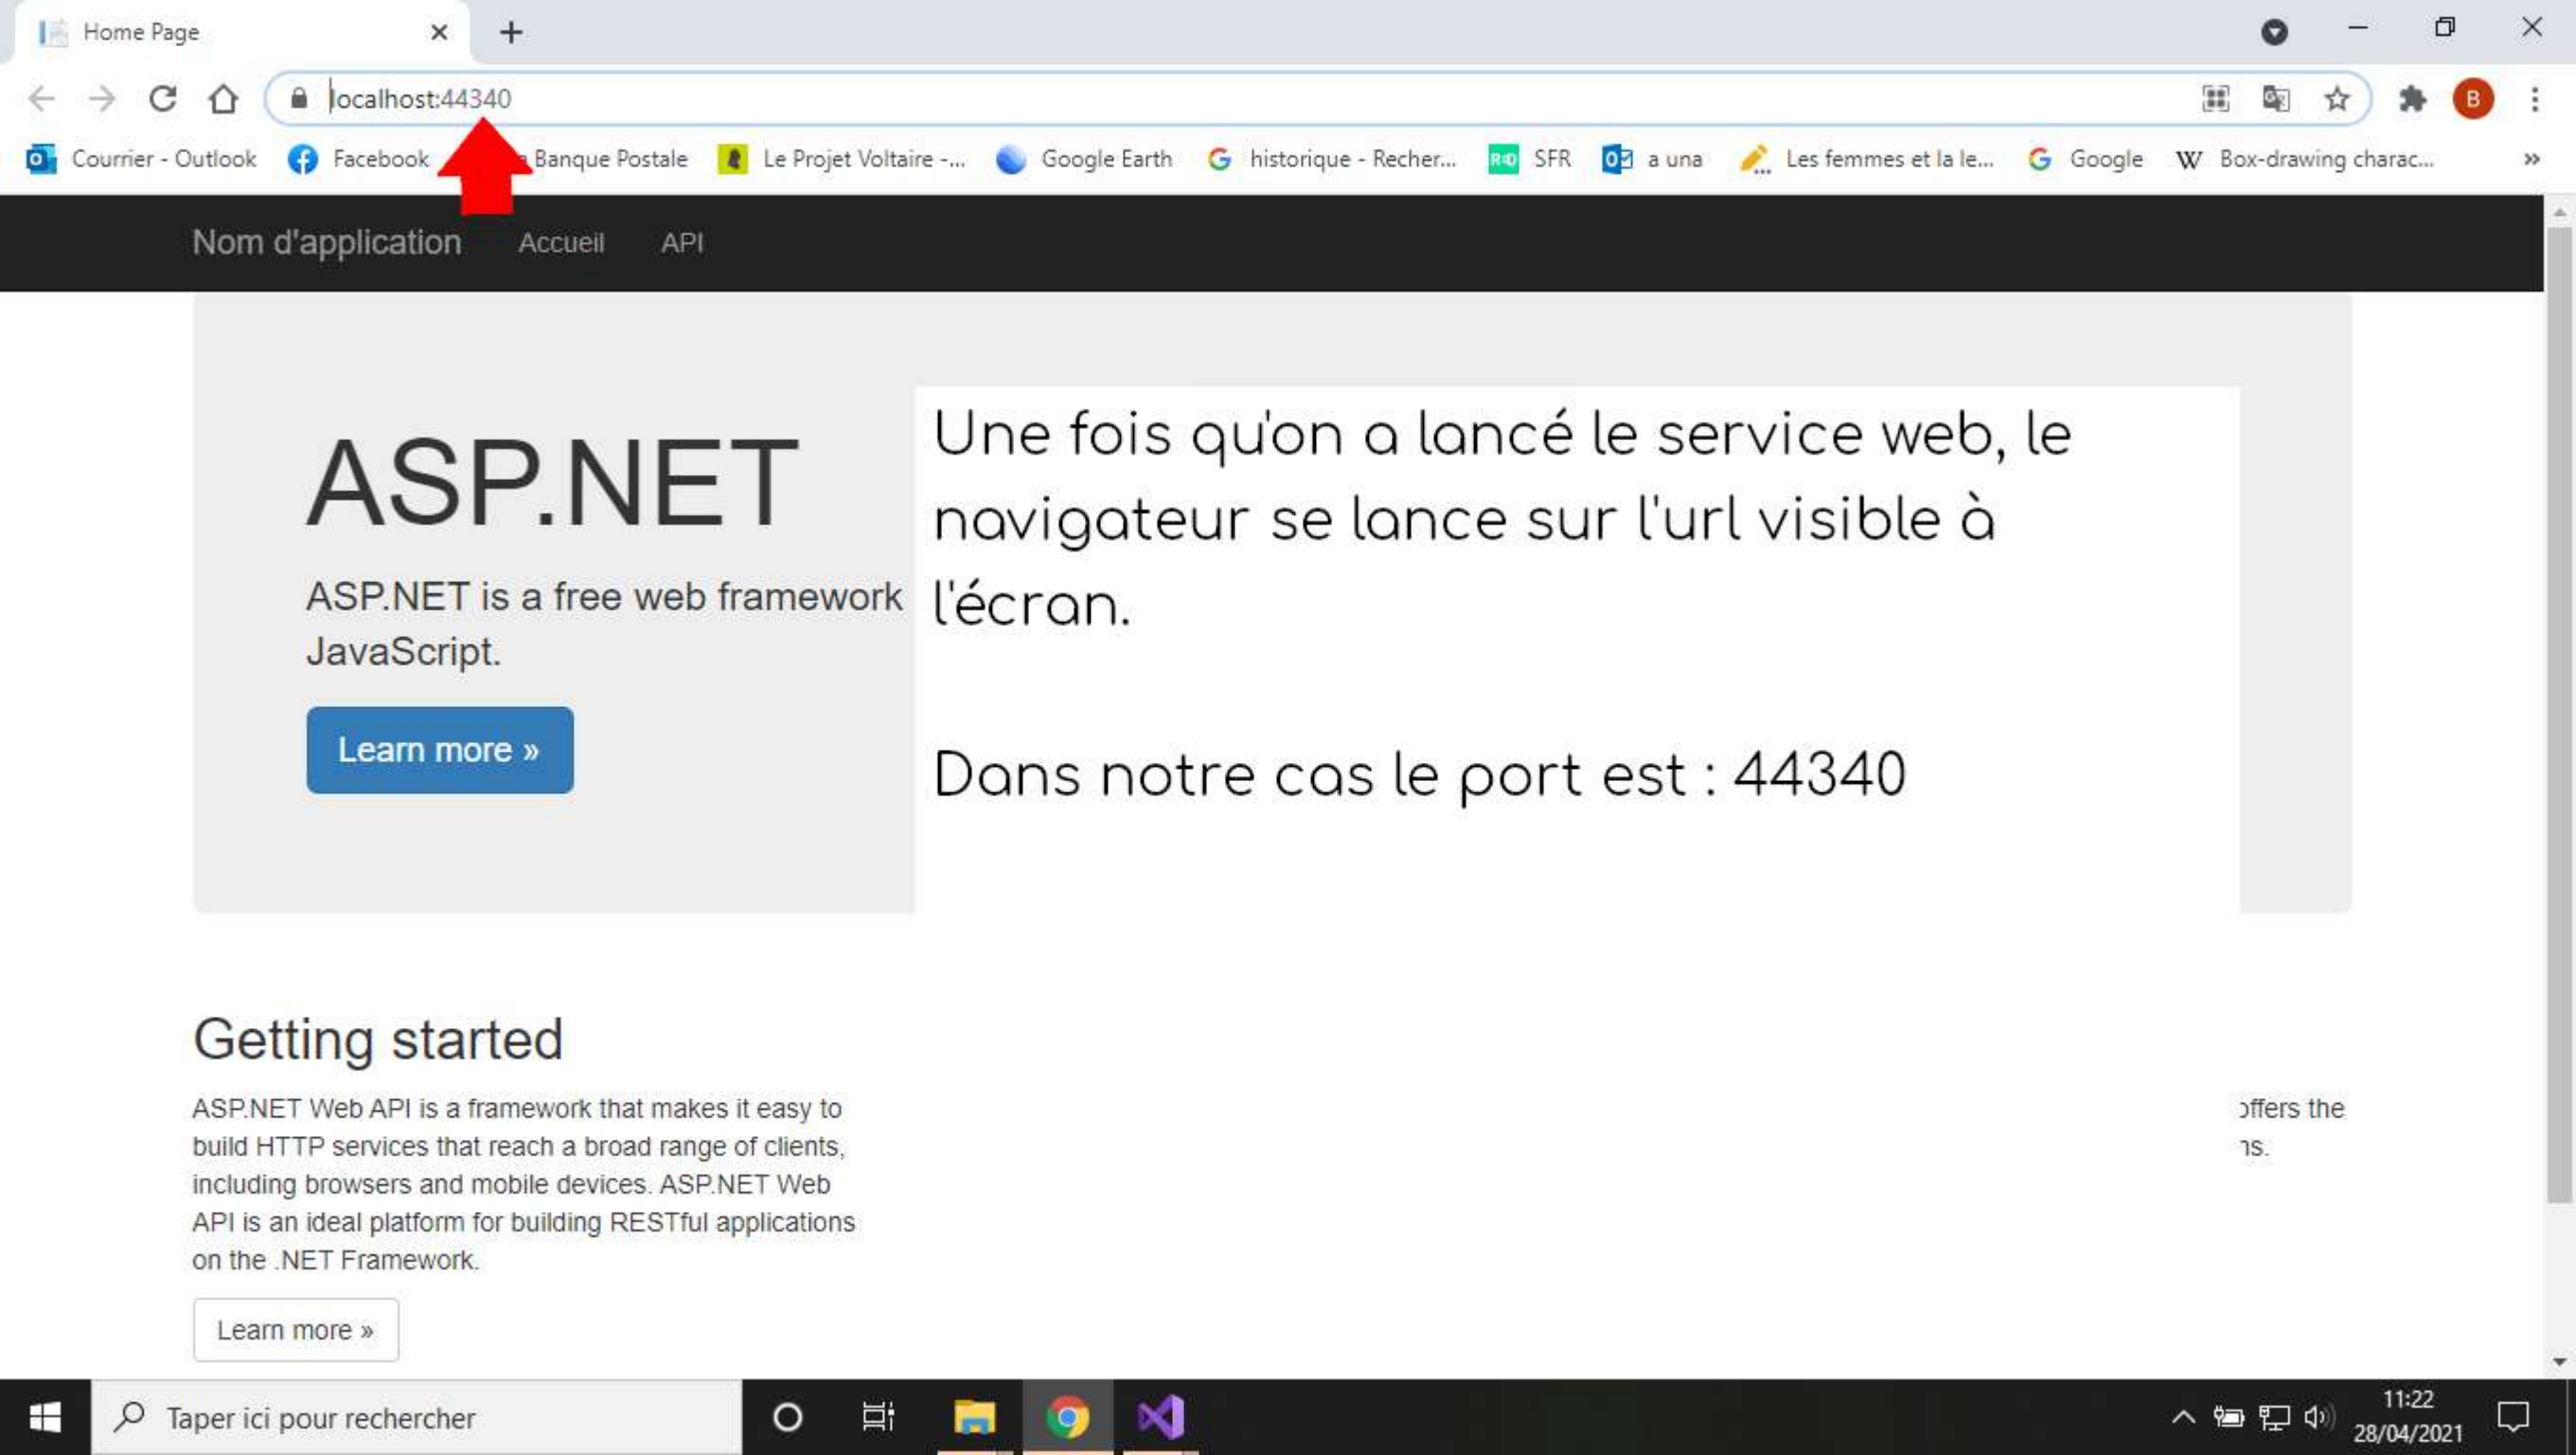 Home Page
localhost:44340
B
Courrier - Outlook Facebook Banque Postale Le Projet Voltaire -... Google Earth historique - Recher... SFR a una Les femmes et la le... Google Box-drawing charac... »
Nom d'application Accueil API
ASP.NET
ASP.NET is a free web framework
JavaScript.
Learn more »
Une fois qu'on a lancé le service web, le
navigateur se lance sur l'url visible à
l'écran.
Dans notre cas le port est : 44340
Getting started
ASP.NET Web API is a framework that makes it easy to
build HTTP services that reach a broad range of clients,
including browsers and mobile devices. ASP.NET Web
API is an ideal platform for building RESTful applications
on the .NET Framework.
Learn more »
offers the
Taper ici pour rechercher
11:22
28/04/2021